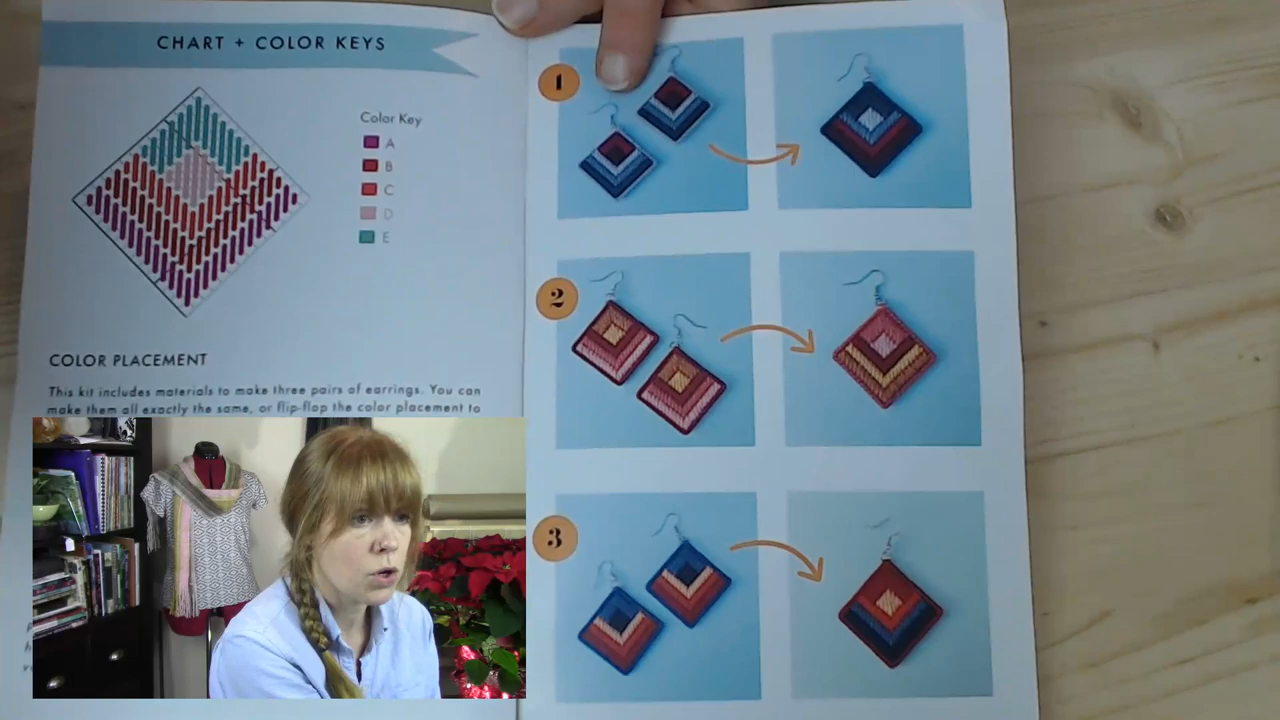 CHART + COLOR KEYS
Color Key
A
B
C
D
E
COLOR PLACEMENT
This kit includes materials to make three pairs of earrings. You can
make them all exactly the same, or flip-flop the color placement to
1
2
3